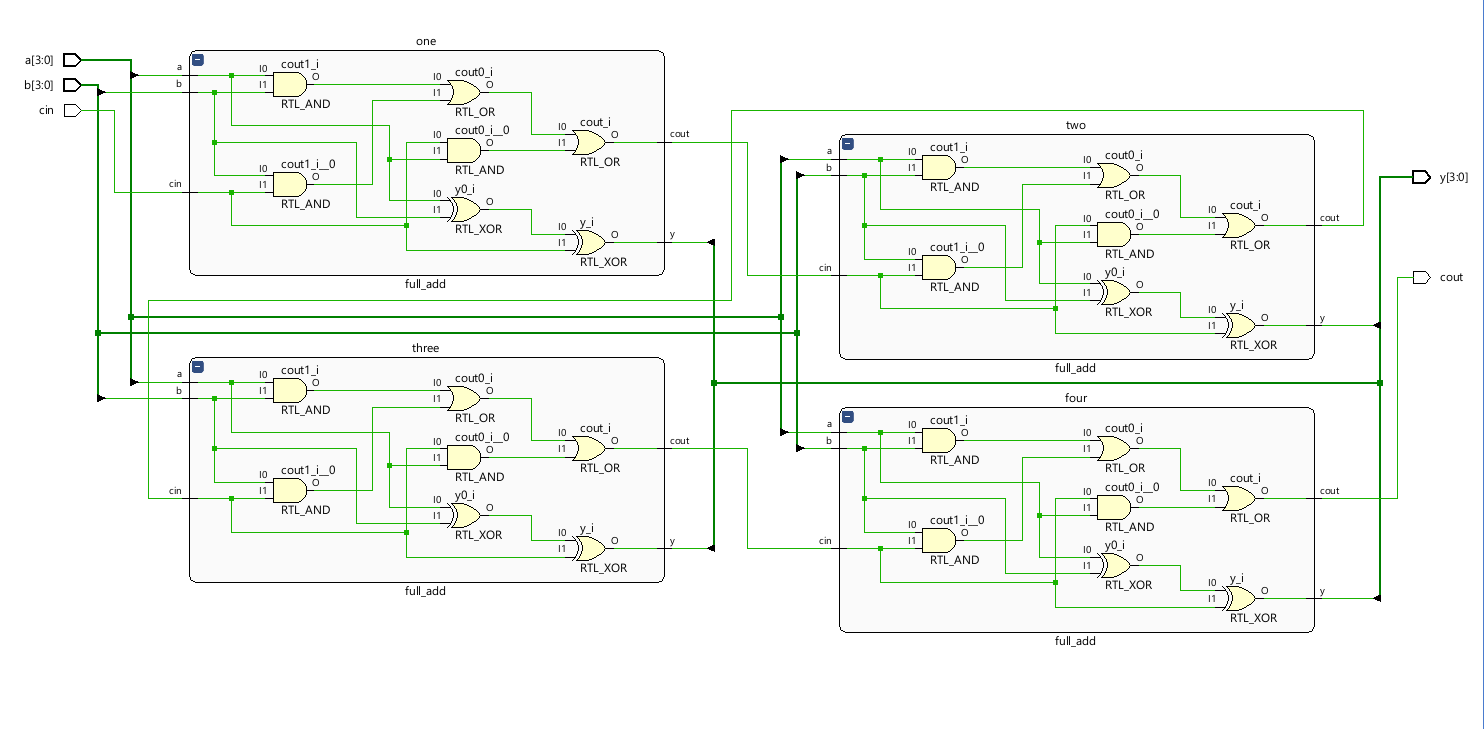 one
a[3:0]
b[3:0]
cin
a
b
cin
I0
I1
cout1_i
O
RTL_AND
I0
I1
cout1_i__0
O
RTL_AND
I0
I1
cout0_i
O
RTL_OR
I0
I1
cout0_i__0
O
RTL_AND
I0
I1
y0_i
O
RTL_XOR
I0
I1
cout_i
O
RTL_OR
I0
I1
y_i
O
RTL_XOR
cout
y
full_add
two
a
b
cin
I0
I1
cout1_i
O
RTL_AND
I0
I1
cout1_i__0
O
RTL_AND
I0
I1
cout0_i
O
RTL_OR
I0
I1
cout0_i__0
O
RTL_AND
I0
I1
y0_i
O
RTL_XOR
I0
I1
cout_i
O
RTL_OR
I0
I1
y_i
O
RTL_XOR
cout
y
full_add
y[3:0]
cout
three
a
b
cin
I0
I1
cout1_i
O
RTL_AND
I0
I1
cout1_i__0
O
RTL_AND
I0
I1
cout0_i
O
RTL_OR
I0
I1
cout0_i__0
O
RTL_AND
I0
I1
y0_i
O
RTL_XOR
I0
I1
cout_i
O
RTL_OR
I0
I1
y_i
O
RTL_XOR
cout
y
full_add
four
a
b
cin
I0
I1
cout1_i
O
RTL_AND
I0
I1
cout1_i__0
O
RTL_AND
I0
I1
cout0_i
O
RTL_OR
I0
I1
cout0_i__0
O
RTL_AND
I0
I1
y0_i
O
RTL_XOR
I0
I1
cout_i
O
RTL_OR
I0
I1
y_i
O
RTL_XOR
cout
y
full_add